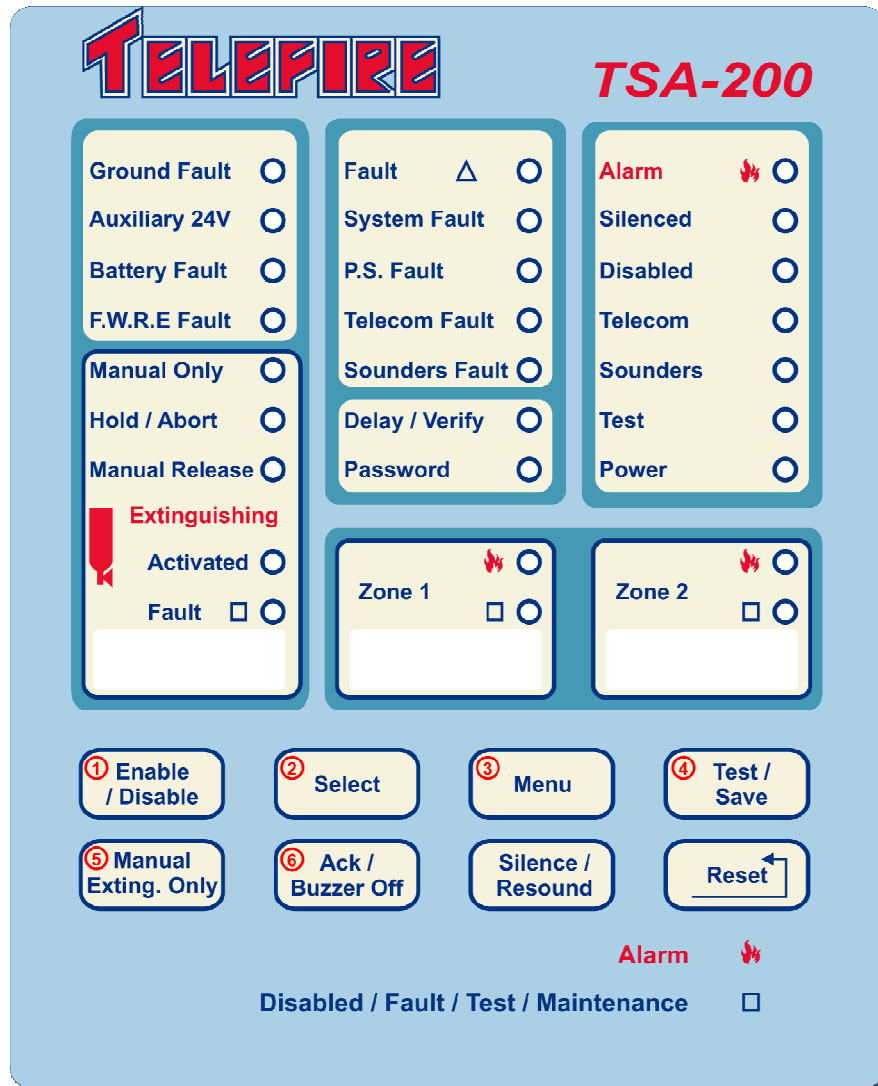 TELEFIRE
TSA-200
Ground Fault
Auxiliary 24V
Battery Fault
F.W.R.E Fault
Manual Only
Hold / Abort
Manual Release
Extinguishing
Activated
Fault
Fault
System Fault
P.S. Fault
Telecom Fault
Sounders Fault
Delay / Verify
Password
Alarm
Silenced
Disabled
Telecom
Sounders
Test
Power
Zone 1
Zone 2
1 Enable
/ Disable
2 Select
3 Menu
4 Test /
Save
5 Manual
Exting. Only
6 Ack /
Buzzer Off
Silence /
Resound
Reset
Alarm
Disabled / Fault / Test / Maintenance